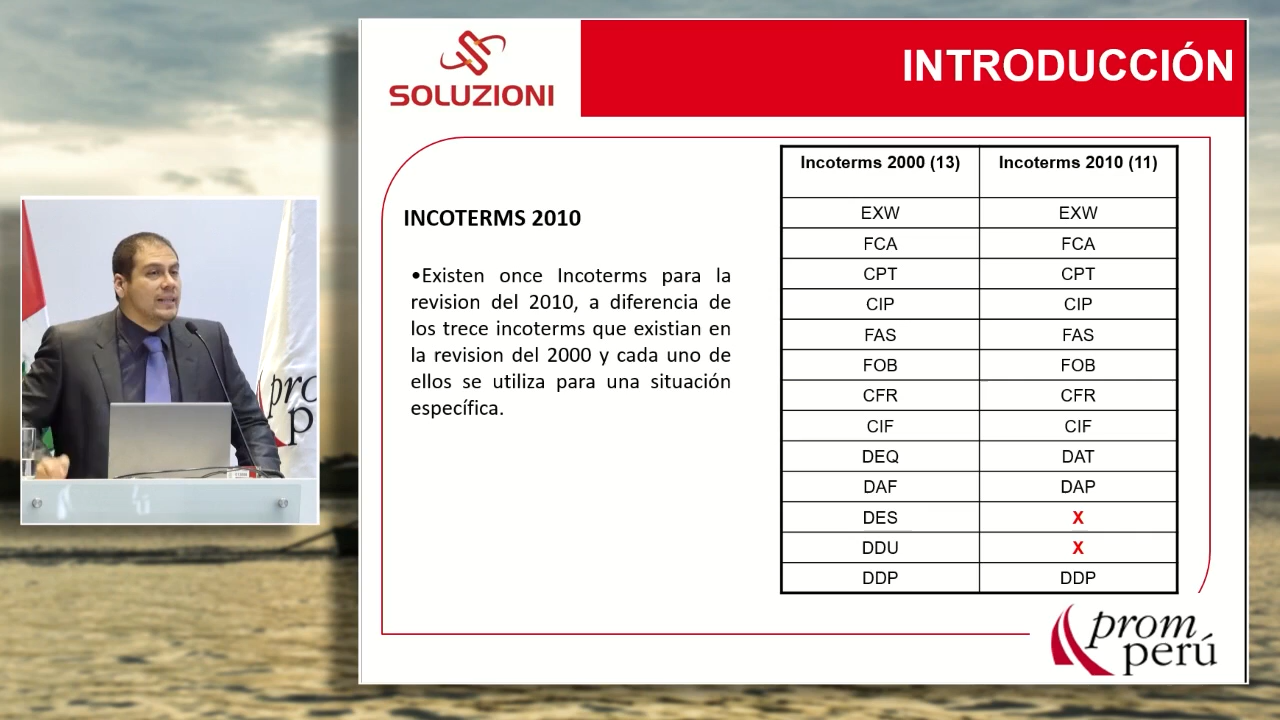 SOLUZIONI
INTRODUCCIÓN
INCOTERMS 2010
•Existen once Incoterms para la
revision del 2010, a diferencia de
los trece incoterms que existian en
la revision del 2000 y cada uno de
ellos se utiliza para una situación
específica.
Incoterms 2000 (13) Incoterms 2010 (11)
EXW EXW
FCA FCA
CPT CPT
CIP CIP
FAS FAS
FOB FOB
CFR CFR
CIF CIF
DEQ DAT
DAF DAP
DES X
DDU X
DDP DDP
prom
perú
pro
p